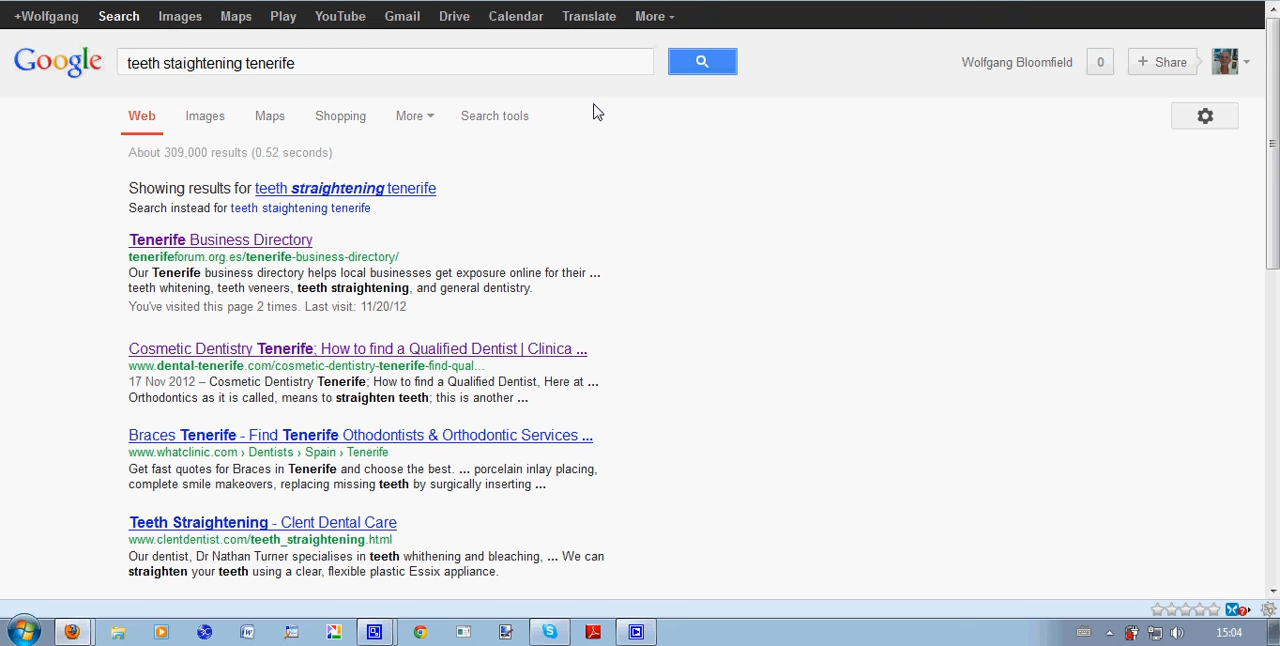 +Wolfgang Search Images Maps Play YouTube Gmail Drive Calendar Translate More
Google teeth staightening tenerife Wolfgang Bloomfield 0 + Share
Web Images Maps Shopping More Search tools
About 309,000 results (0.52 seconds)
Showing results for teeth straightening tenerife
Search instead for teeth staightening tenerife
Tenerife Business Directory
tenerifeforum.org.es/tenerife-business-directory/
Our Tenerife business directory helps local businesses get exposure online for their ...
teeth whitening, teeth veneers, teeth straightening, and general dentistry.
You've visited this page 2 times. Last visit: 11/20/12
Cosmetic Dentistry Tenerife; How to find a Qualified Dentist | Clinica ...
www.dental-tenerife.com/cosmetic-dentistry-tenerife-find-qual...
17 Nov 2012 – Cosmetic Dentistry Tenerife; How to find a Qualified Dentist, Here at ...
Orthodontics as it is called, means to straighten teeth; this is another ...
Braces Tenerife - Find Tenerife Othodontists & Orthodontic Services ...
www.whatclinic.com › Dentists › Spain › Tenerife
Get fast quotes for Braces in Tenerife and choose the best. ... porcelain inlay placing,
complete smile makeovers, replacing missing teeth by surgically inserting ...
Teeth Straightening - Clent Dental Care
www.clentdentist.com/teeth_straightening.html
Our dentist, Dr Nathan Turner specialises in teeth whithening and bleaching, ... We can
straighten your teeth using a clear, flexible plastic Essix appliance.
15:04